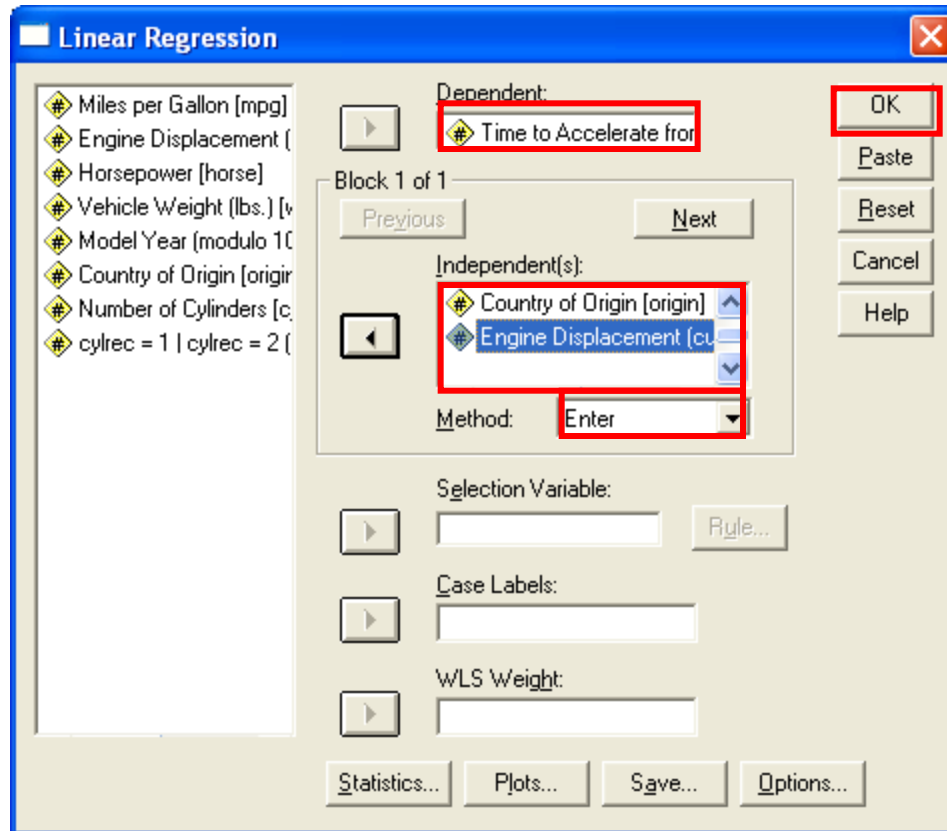 Linear Regression
# Miles per Gallon [mpg]
# Engine Displacement (
# Horsepower [horse]
# Vehicle Weight (lbs.) [
# Model Year (modulo 10
# Country of Origin [origin
# Number of Cylinders [c
# cylrec = 1 | cylrec = 2 (
Dependent:
# Time to Accelerate from
Block 1 of 1
Previous
Next
Independent(s):
# Country of Origin [origin]
# Engine Displacement (cu
Method:
Enter
Selection Variable:
Rule...
Case Labels:
WLS Weight:
Statistics...
Plots...
Save...
Options...
OK
Paste
Reset
Cancel
Help